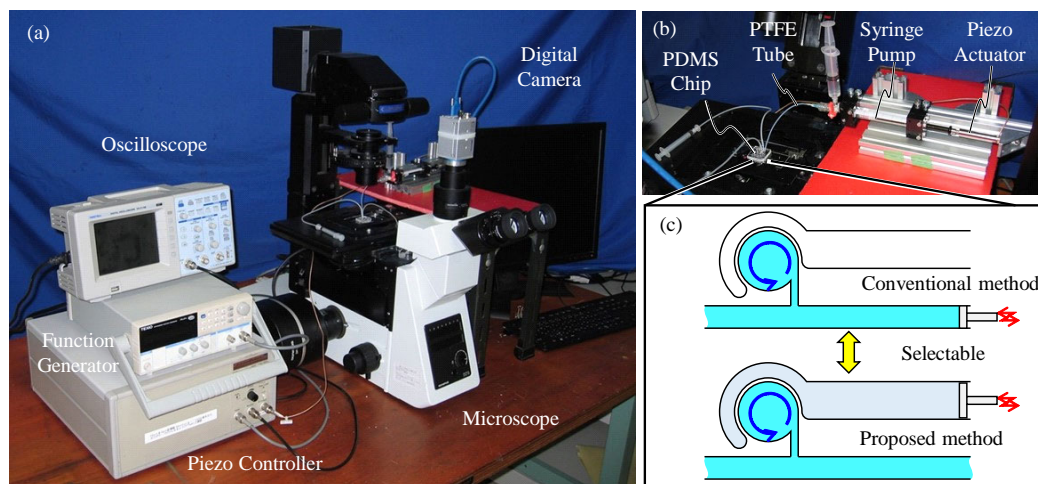 (a)
Digital
Camera
Oscilloscope
Function
Generator
Microscope
Piezo Controller
(b)
PTFE
Tube
Syringe
Pump
Piezo
Actuator
PDMS
Chip
(c)
Conventional method
Selectable
Proposed method